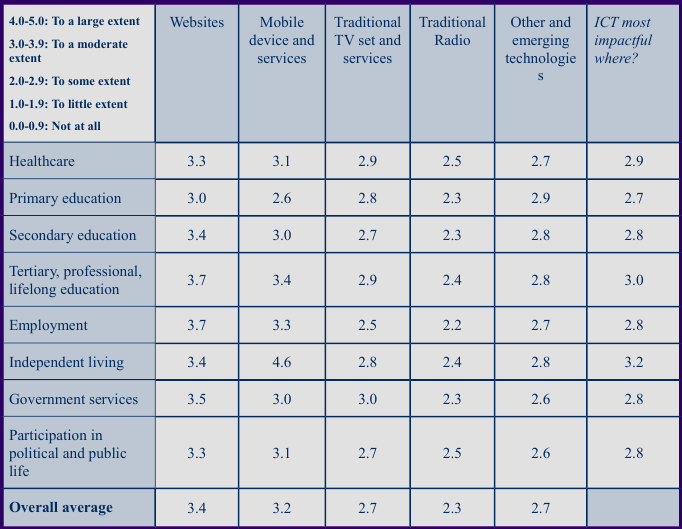 4.0-5.0: To a large extent
3.0-3.9: To a moderate
extent
2.0-2.9: To some extent
1.0-1.9: To little extent
0.0-0.9: Not at all
Websites
Mobile
device and
services
Traditional
TV set and
services
Traditional
Radio
Other and
emerging
technologie
s
ICT most
impactful
where?
Healthcare 3.3 3.1 2.9 2.5 2.7 2.9
Primary education 3.0 2.6 2.8 2.3 2.9 2.7
Secondary education 3.4 3.0 2.7 2.3 2.8 2.8
Tertiary, professional,
lifelong education 3.7 3.4 2.9 2.4 2.8 3.0
Employment 3.7 3.3 2.5 2.2 2.7 2.8
Independent living 3.4 4.6 2.8 2.4 2.8 3.2
Government services 3.5 3.0 3.0 2.3 2.6 2.8
Participation in
political and public
life 3.3 3.1 2.7 2.5 2.6 2.8
Overall average 3.4 3.2 2.7 2.3 2.7